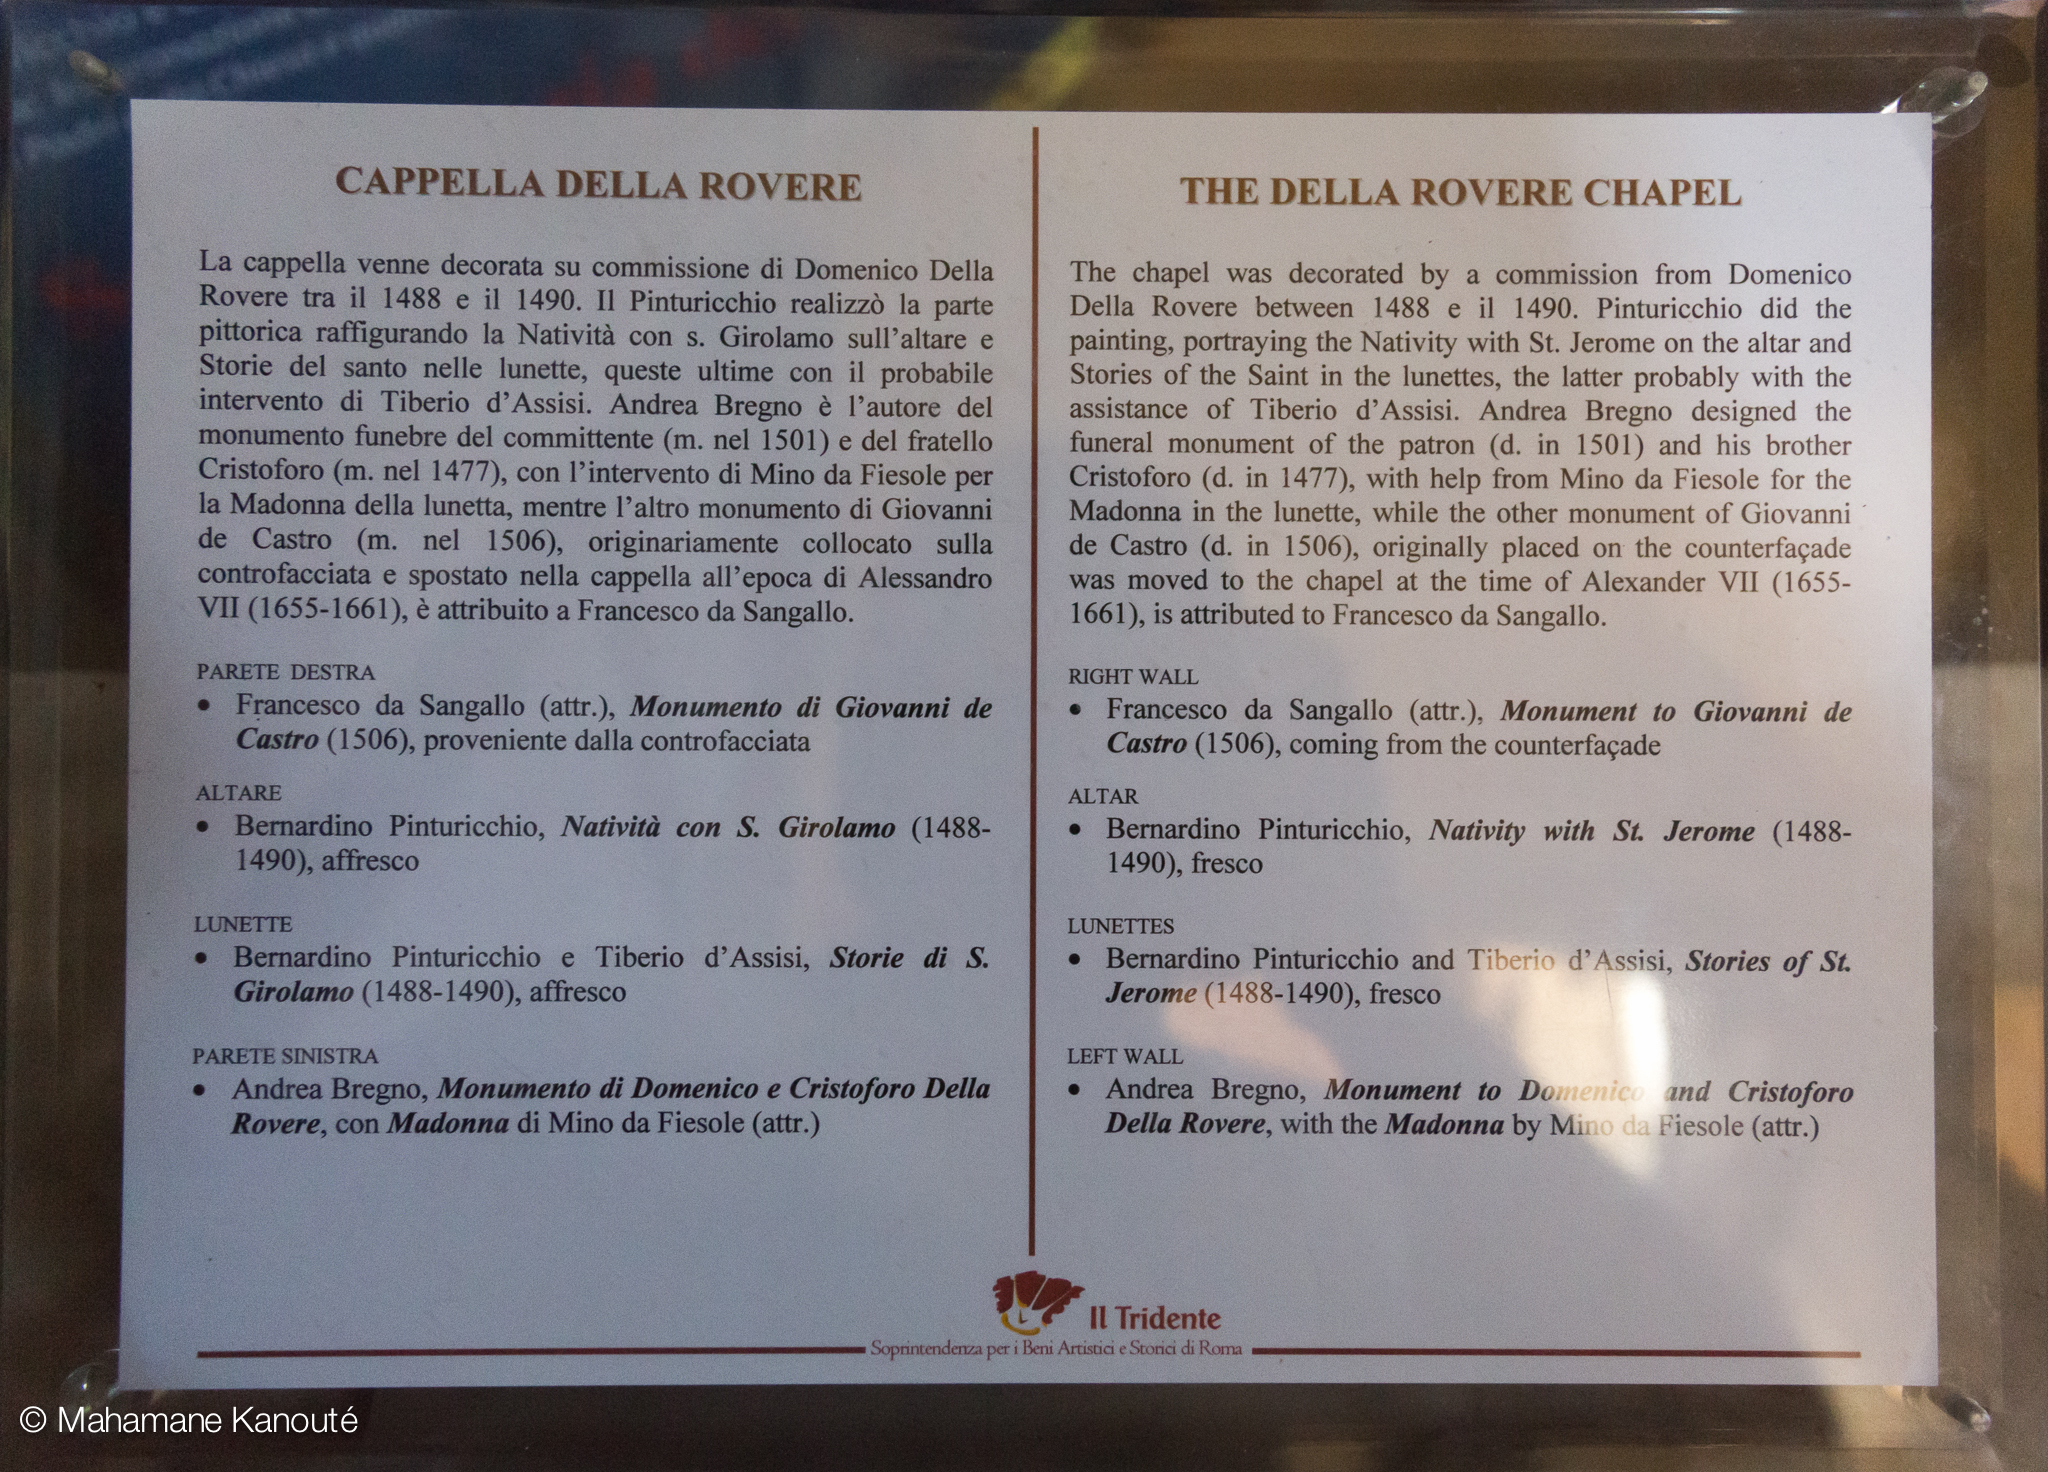 CAPPELLA DELLA ROVERE
La cappella venne decorata su commissione di Domenico Della
Rovere tra il 1488 e il 1490. Il Pinturicchio realizzò la parte
pittorica raffigurando la Natività con s. Girolamo sull'altare e
Storie del santo nelle lunette, queste ultime con il probabile
intervento di Tiberio d'Assisi. Andrea Bregno è l'autore del
monumento funebre del committente (m. nel 1501) e del fratello
Cristoforo (m. nel 1477), con l'intervento di Mino da Fiesole per
la Madonna della lunetta, mentre l'altro monumento di Giovanni
de Castro (m. nel 1506), originariamente collocato sulla
controfacciata e spostato nella cappella all'epoca di Alessandro
VII (1655-1661), è attribuito a Francesco da Sangallo.
PARETE DESTRA
• Francesco da Sangallo (attr.), Monumento di Giovanni de
Castro (1506), proveniente dalla controfacciata
ALTARE
• Bernardino Pinturicchio, Natività con S. Girolamo (1488-
1490), affresco
LUNETTE
• Bernardino Pinturicchio e Tiberio d'Assisi, Storie di S.
Girolamo (1488-1490), affresco
PARETE SINISTRA
• Andrea Bregno, Monumento di Domenico e Cristoforo Della
Rovere, con Madonna di Mino da Fiesole (attr.)
THE DELLA ROVERE CHAPEL
The chapel was decorated by a commission from Domenico
Della Rovere between 1488 e il 1490. Pinturicchio did the
painting, portraying the Nativity with St. Jerome on the altar and
Stories of the Saint in the lunettes, the latter probably with the
assistance of Tiberio d'Assisi. Andrea Bregno designed the
funeral monument of the patron (d. in 1501) and his brother
Cristoforo (d. in 1477), with help from Mino da Fiesole for the
Madonna in the lunette, while the other monument of Giovanni
de Castro (d. in 1506), originally placed on the counterfaçade
was moved to the chapel at the time of Alexander VII (1655-
1661), is attributed to Francesco da Sangallo.
RIGHT WALL
• Francesco da Sangallo (attr.), Monument to Giovanni de
Castro (1506), coming from the counterfaçade
ALTAR
• Bernardino Pinturicchio, Nativity with St. Jerome (1488-
1490), fresco
LUNETTES
• Bernardino Pinturicchio and Tiberio d'Assisi, Stories of St.
Jerome (1488-1490), fresco
LEFT WALL
• Andrea Bregno, Monument to Domenico and Cristoforo
Della Rovere, with the Madonna by Mino da Fiesole (attr.)
Il Tridente
Soprintendenza per i Beni Artistici e Storici di Roma
© Mahamane Kanouté